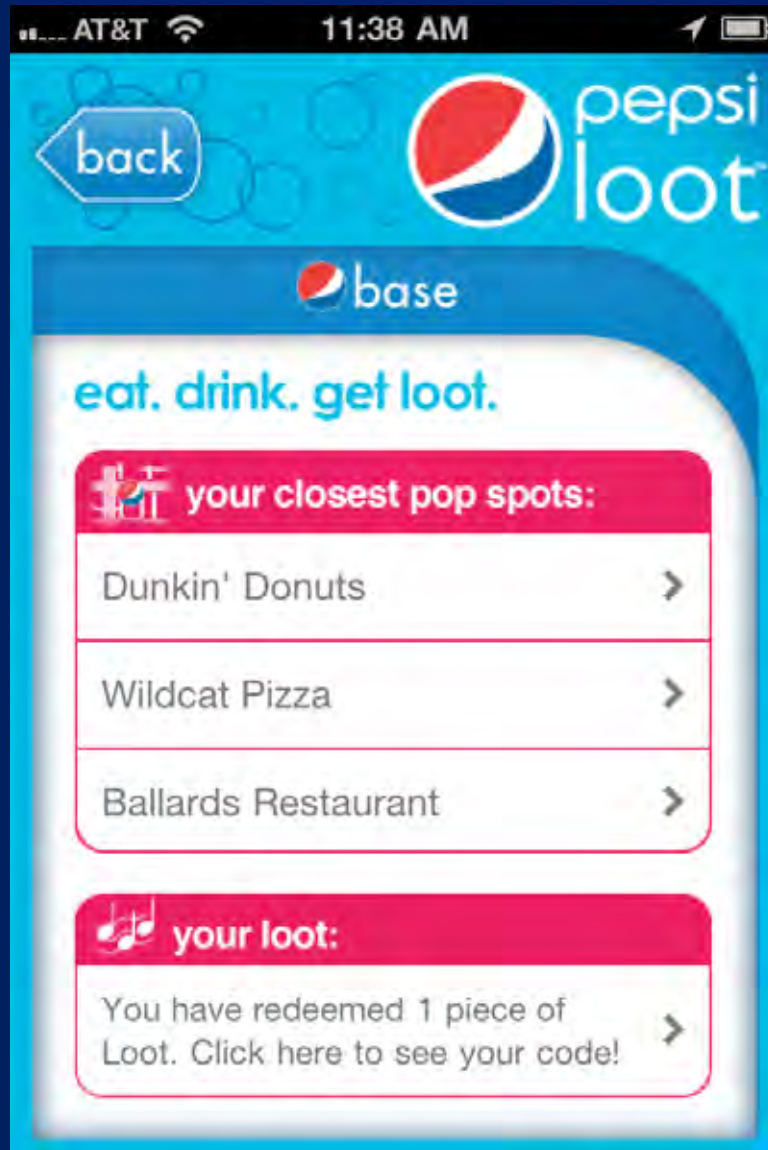 AT&T 11:38 AM
back
pepsi
loot™
base
eat. drink. get loot.
your closest pop spots:
Dunkin' Donuts
Wildcat Pizza
Ballards Restaurant
your loot:
You have redeemed 1 piece of
Loot. Click here to see your code!